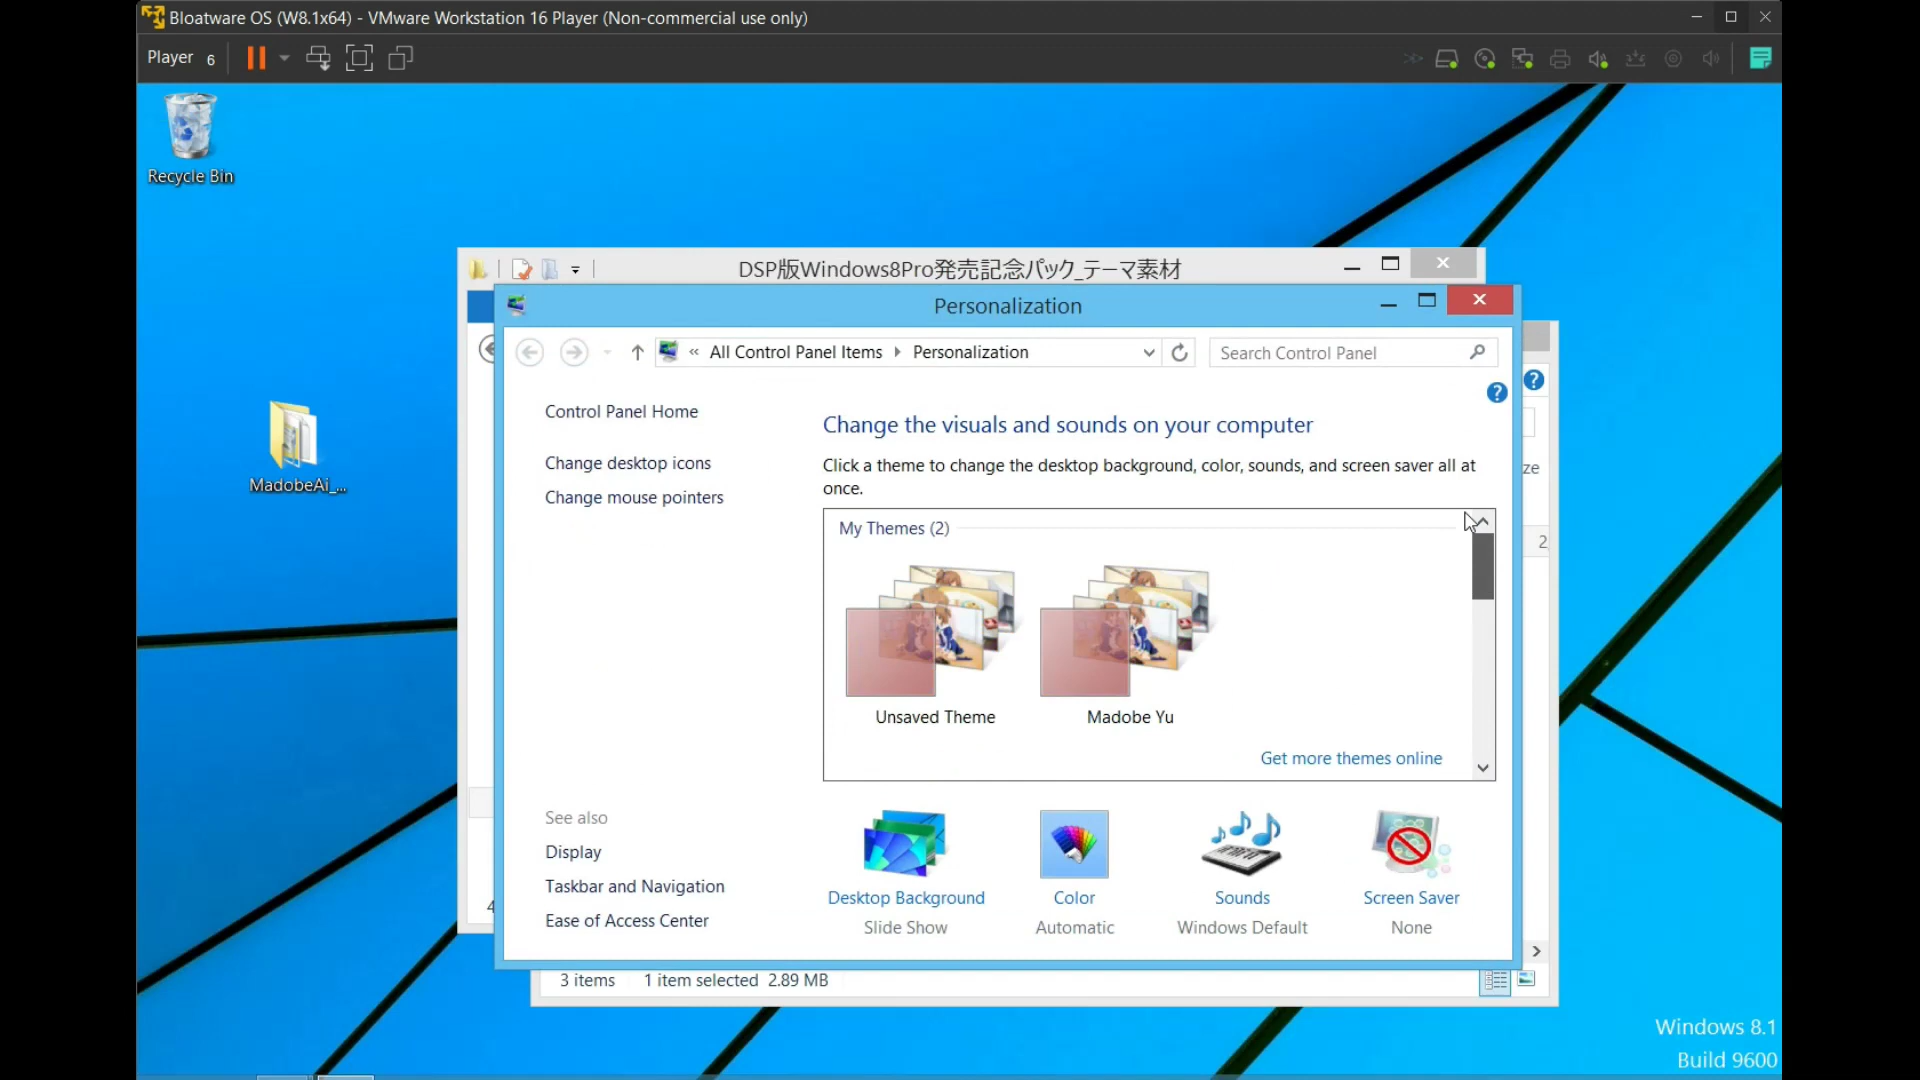 Bloatware OS (W8.1x64) - VMware Workstation 16 Player (Non-commercial use only)
Player 6
Recycle Bin
DSP版Windows8Pro発売記念パック_テーマ素材
Personalization
« All Control Panel Items Personalization
Search Control Panel
Control Panel Home
Change desktop icons
Change mouse pointers
Change the visuals and sounds on your computer
Click a theme to change the desktop background, color, sounds, and screen saver all at
once.
ze
2
My Themes (2)
MadobeAi_...
Unsaved Theme
Madobe Yu
Get more themes online
See also
Display
Taskbar and Navigation
Ease of Access Center
Desktop Background
Slide Show
Color
Automatic
Sounds
Windows Default
Screen Saver
None
4
3 items 1 item selected 2.89 MB
Windows 8.1
Build 9600